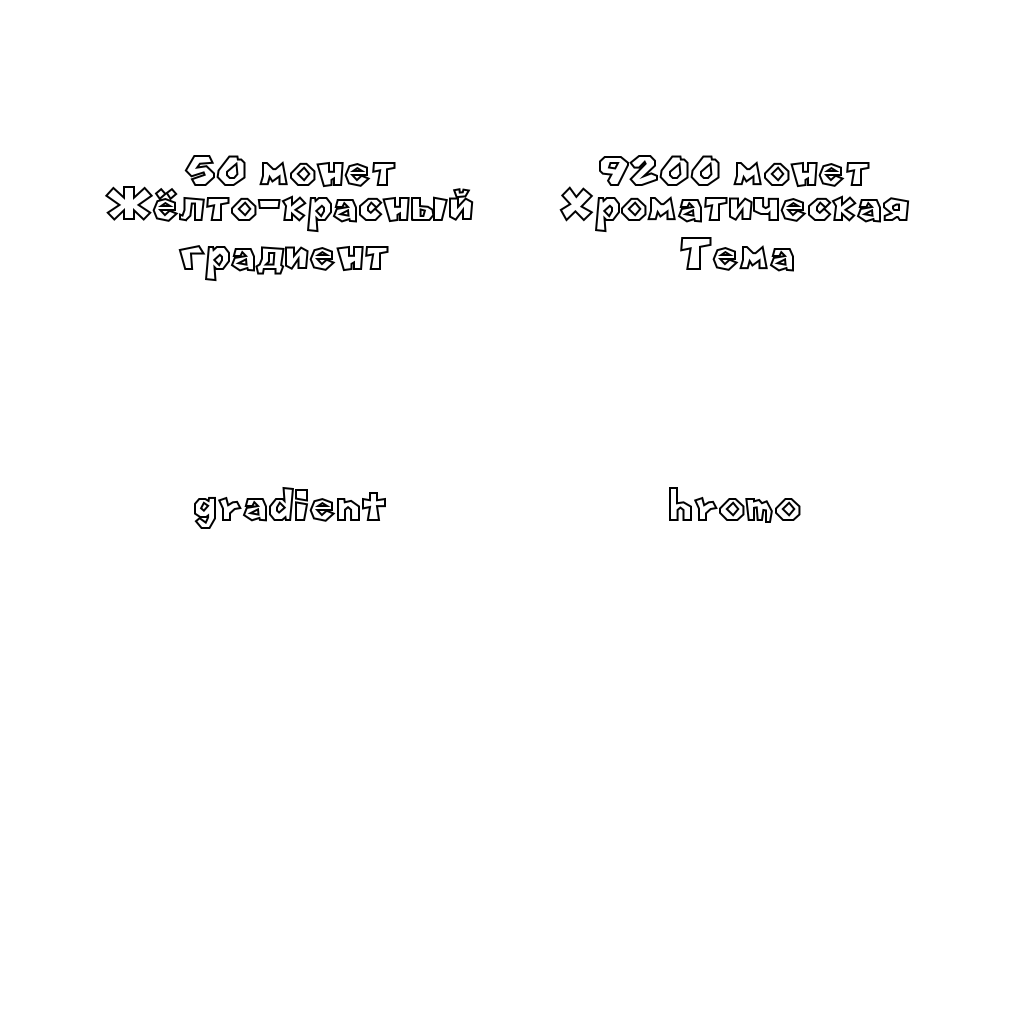 50 монет
Жёлто-красный
градиент
9200 монет
Хроматическая
Тема
gradient
hromo